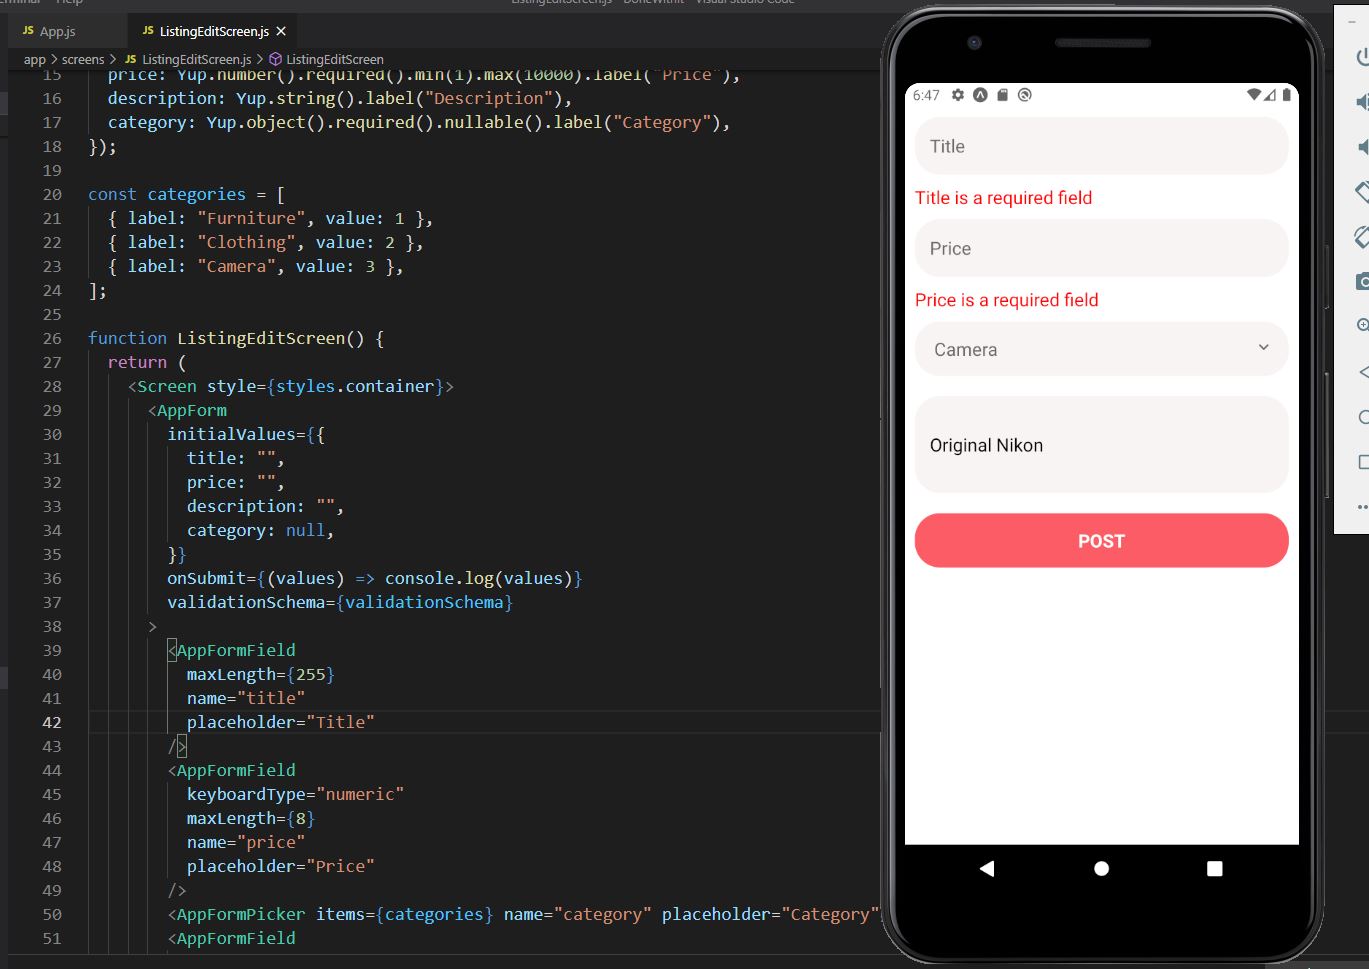 ListingEditScreen.js - DoneWithIt - Visual Studio Code
Help
JS App.js
JS ListingEditScreen.js ×
app > screens > JS ListingEditScreen.js > ListingEditScreen
15 price: Yup.number().required().min(1).max(10000).label("Price"),
16 description: Yup.string().label("Description"),
17 category: Yup.object().required().nullable().label("Category"),
18 });
19
20 const categories = [
21 { label: "Furniture", value: 1 },
22 { label: "Clothing", value: 2 },
23 { label: "Camera", value: 3 },
24 ];
25
26 function ListingEditScreen() {
27 return (
28 <Screen style={styles.container}>
29 <AppForm
30 initialValues={{
31 title: "",
32 price: "",
33 description: "",
34 category: null,
35 }}
36 onSubmit={(values) => console.log(values)}
37 validationSchema={validationSchema}
38 >
39 <AppFormField
40 maxLength={255}
41 name="title"
42 placeholder="Title"
43 />
44 <AppFormField
45 keyboardType="numeric"
46 maxLength={8}
47 name="price"
48 placeholder="Price"
49 />
50 <AppFormPicker items={categories} name="category" placeholder="Category"
51 <AppFormField
6:47
Title
Title is a required field
Price
Price is a required field
Camera
Original Nikon
POST